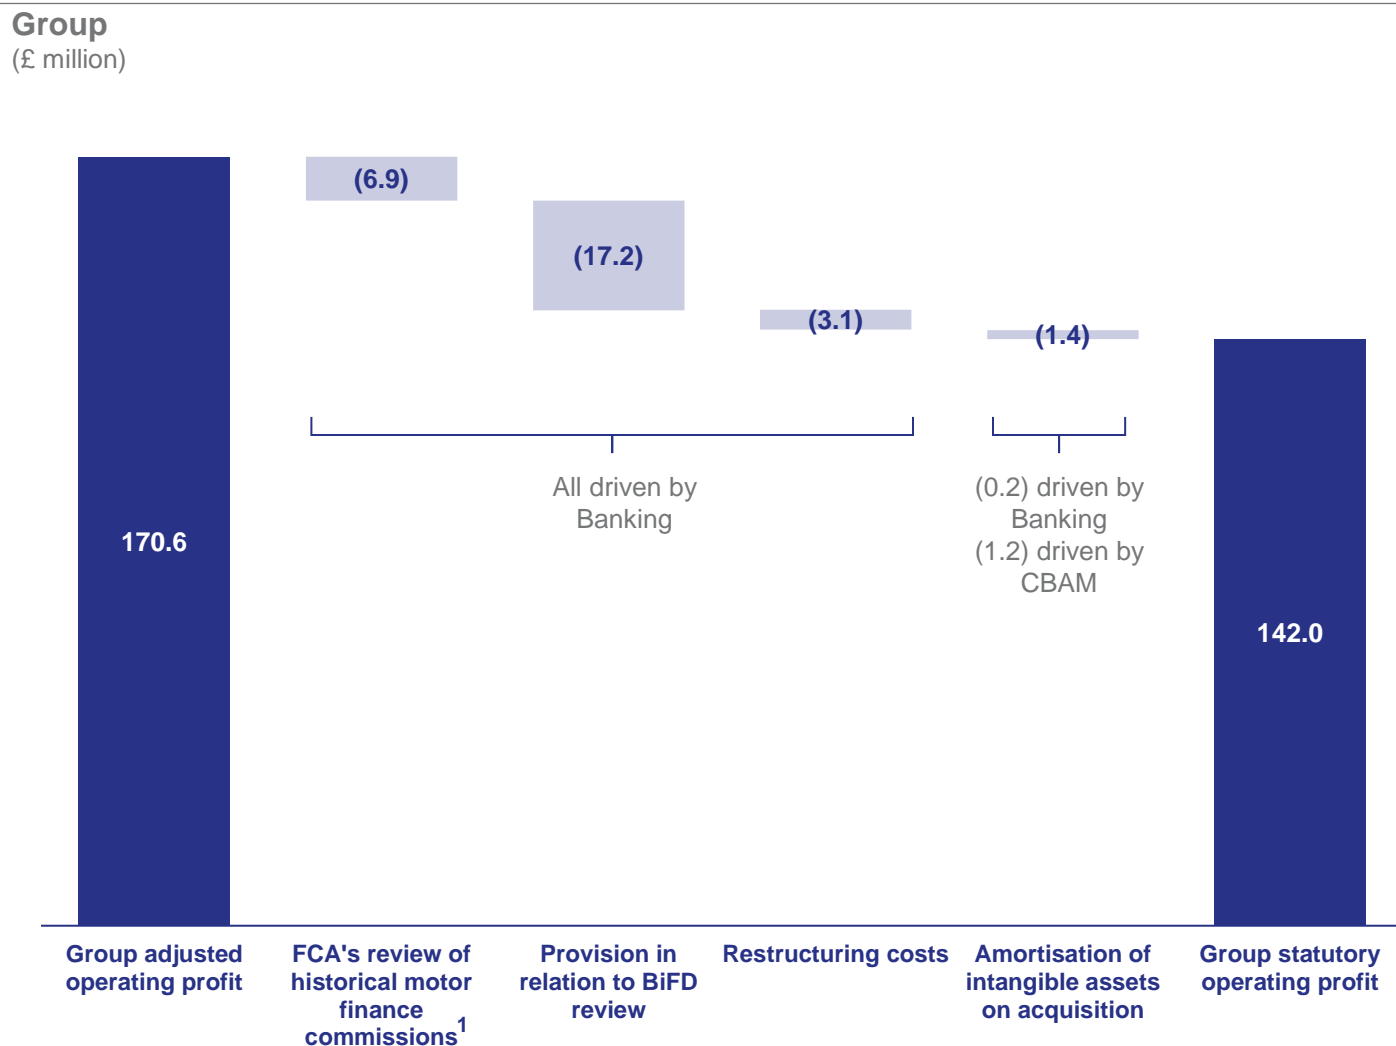 Group
(£ million)
(6.9)
(17.2)
(3.1)
(1.4)
170.6
142.0
All driven by
Banking
(0.2) driven by
Banking
(1.2) driven by
CBAM
Group adjusted
operating profit
FCA's review of
historical motor
finance
commissions1
Provision in
relation to BiFD
review
Restructuring costs
Amortisation of
intangible assets
on acquisition
Group statutory
operating profit